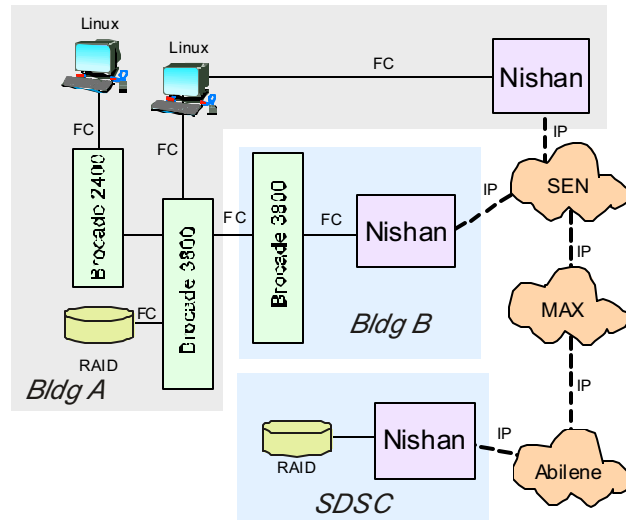 Linux
Linux
FC
Nishan
FC
FC
IP
Brocade 2400
Brocade 3800
Brocade 3800
FC
FC
Nishan
IP
SEN
IP
FC
RAID
Bldg A
Bldg B
MAX
IP
RAID
Nishan
IP
Abilene
SDSC